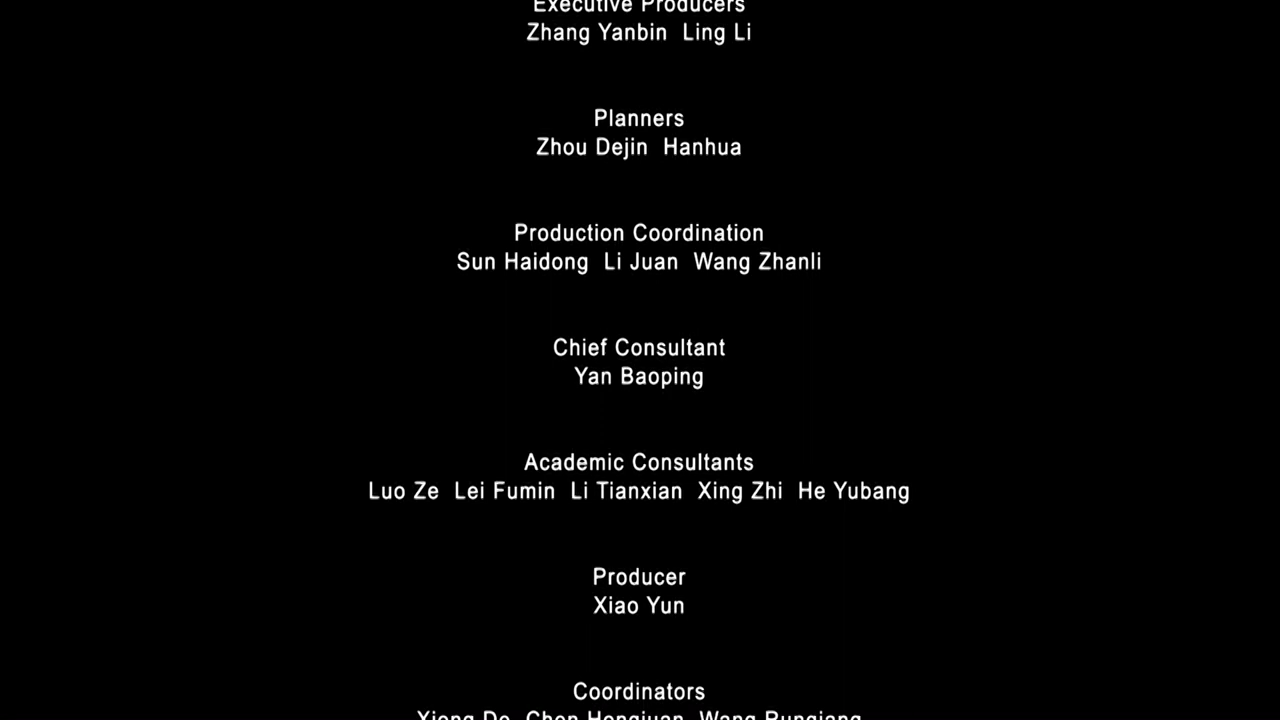 Executive Producers
Zhang Yanbin Ling Li
Planners
Zhou Dejin Hanhua
Production Coordination
Sun Haidong Li Juan Wang Zhanli
Chief Consultant
Yan Baoping
Academic Consultants
Luo Ze Lei Fumin Li Tianxian Xing Zhi He Yubang
Producer
Xiao Yun
Coordinators
Wang